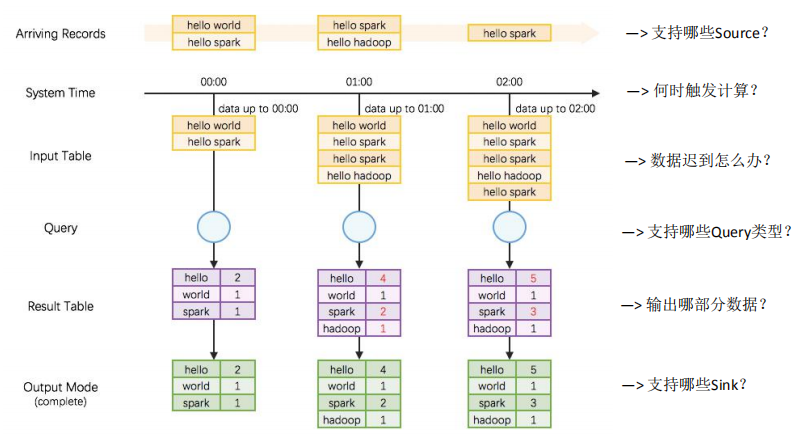 Arriving Records
hello world
hello spark
hello spark
hello hadoop
hello spark
—> 支持哪些Source？
System Time
00:00
01:00
02:00
—> 何时触发计算？
data up to 00:00
data up to 01:00
data up to 02:00
Input Table
hello world
hello spark
hello world
hello spark
hello spark
hello hadoop
hello world
hello spark
hello spark
hello hadoop
hello spark
—> 数据迟到怎么办？
Query
—> 支持哪些Query类型？
Result Table
hello 2
world 1
spark 1
hello 4
world 1
spark 2
hadoop 1
hello 5
world 1
spark 3
hadoop 1
—> 输出哪部分数据？
Output Mode
(complete)
hello 2
world 1
spark 1
hello 4
world 1
spark 2
hadoop 1
hello 5
world 1
spark 3
hadoop 1
—> 支持哪些Sink？